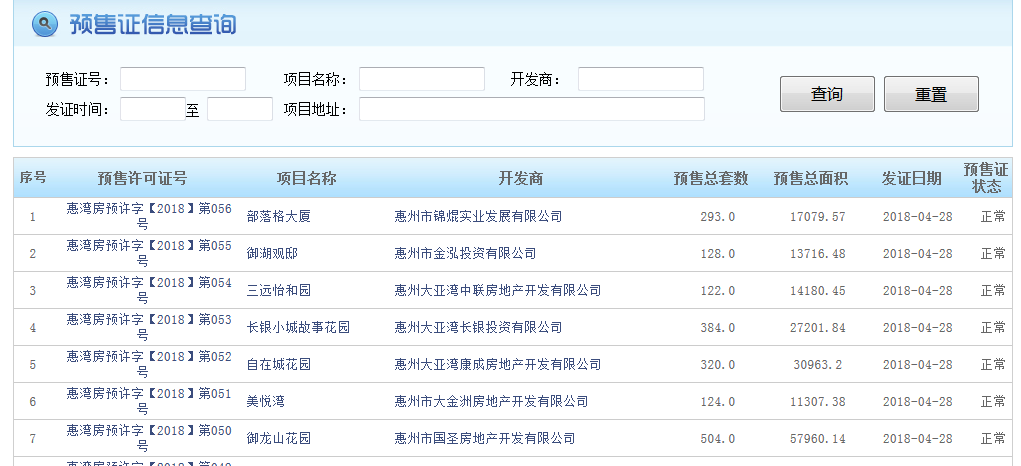 预售证信息查询
预售证号： 项目名称： 开发商：
发证时间： 至 项目地址：
查询 重置
序号 预售许可证号 项目名称 开发商 预售总套数 预售总面积 发证日期 预售证状态
1 惠湾房预许字【2018】第056号 部落格大厦 惠州市锦焜实业发展有限公司 293.0 17079.57 2018-04-28 正常
2 惠湾房预许字【2018】第055号 御湖观邸 惠州市金泓投资有限公司 128.0 13716.48 2018-04-28 正常
3 惠湾房预许字【2018】第054号 三远怡和园 惠州大亚湾中联房地产开发有限公司 122.0 14180.45 2018-04-28 正常
4 惠湾房预许字【2018】第053号 长银小城故事花园 惠州大亚湾长银投资有限公司 384.0 27201.84 2018-04-28 正常
5 惠湾房预许字【2018】第052号 自在城花园 惠州大亚湾康成房地产开发有限公司 320.0 30963.2 2018-04-28 正常
6 惠湾房预许字【2018】第051号 美悦湾 惠州市大金洲房地产开发有限公司 124.0 11307.38 2018-04-28 正常
7 惠湾房预许字【2018】第050号 御龙山花园 惠州市国圣房地产开发有限公司 504.0 57960.14 2018-04-28 正常